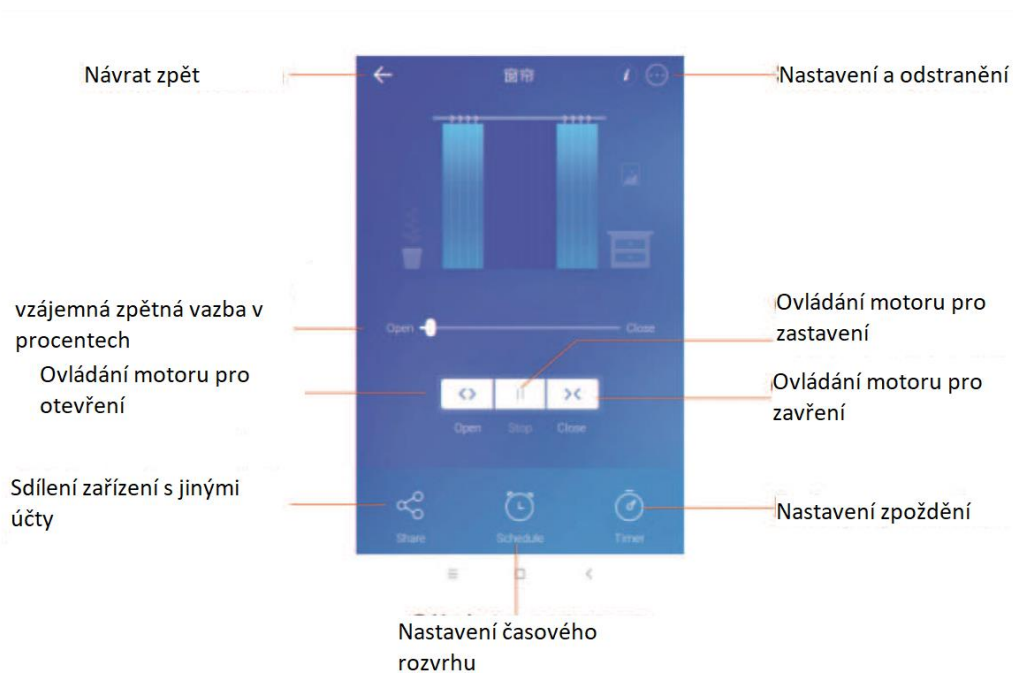 Návrat zpět
窗帘
Nastavení a odstranění
vzájemná zpětná vazba v
procentech
Open
Close
Ovládání motoru pro
zastavení
Ovládání motoru pro
otevření
Ovládání motoru pro
zavření
Open
Stop
Close
Sdílení zařízení s jinými
účty
Nastavení zpoždění
Share
Schedule
Timer
Nastavení časového
rozvrhu